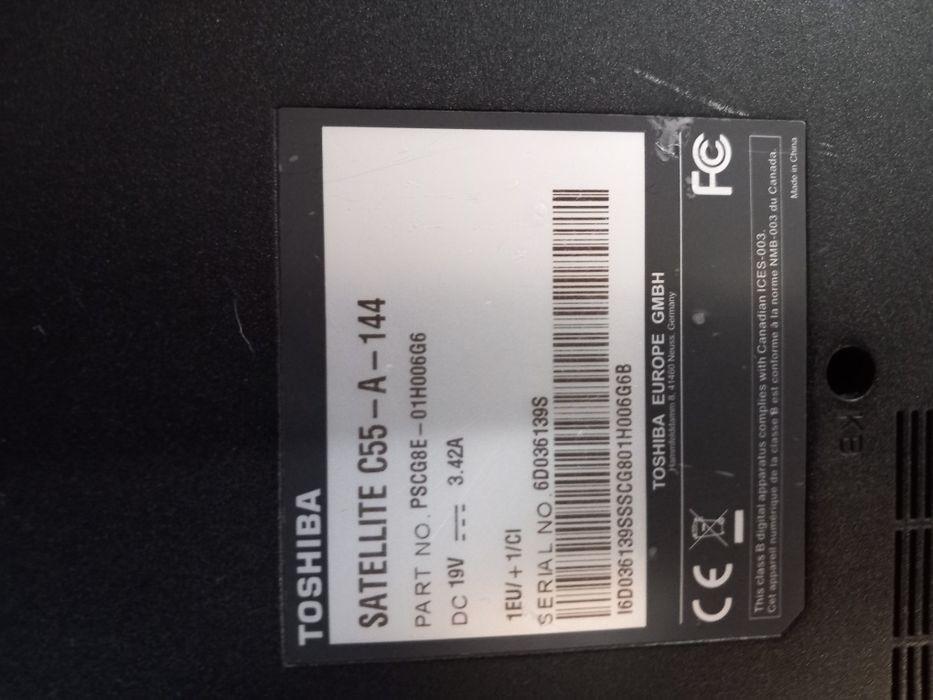 TOSHIBA
SATELLITE C55-A-144
PART NO. PSCG8E-01H006G6
DC 19V 3.42A
1EU/+1/CI
SERIAL NO. 6D036139S
I6D036139SSSCG801H006G6B
TOSHIBA EUROPE GMBH
Hammfelddamm 8, 41460 Neuss, Germany
CE
FC
This class B digital apparatus complies with Canadian ICES-003.
Cet appareil numérique de la classe B est conforme à la norme NMB-003 du Canada.
Made in China
KB